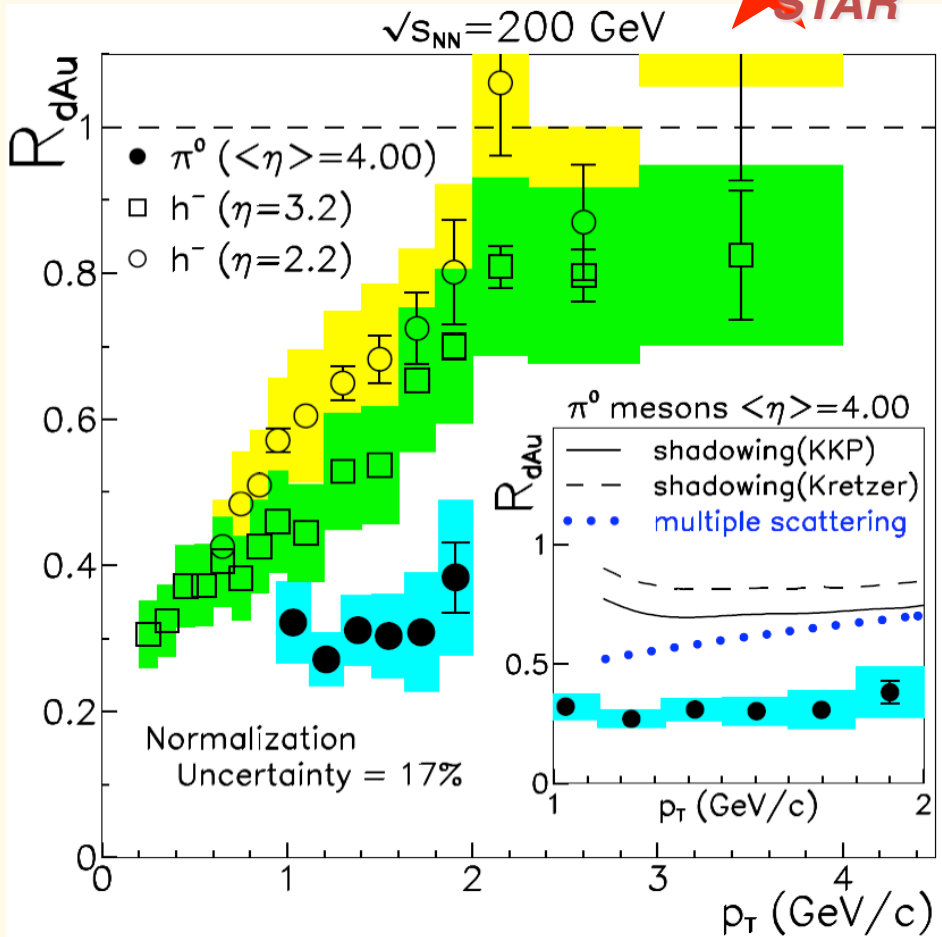 STAR
√sNN=200 GeV
RdAu
1
0.8
0.6
0.4
0.2
0
π⁰ (<η>=4.00)
h⁻ (η=3.2)
h⁻ (η=2.2)
Normalization
Uncertainty = 17%
π⁰ mesons <η>=4.00
RdAu
shadowing(KKP)
shadowing(Kretzer)
multiple scattering
1
0.5
0
1 2
pT (GeV/c)
0 1 2 3 4
pT (GeV/c)